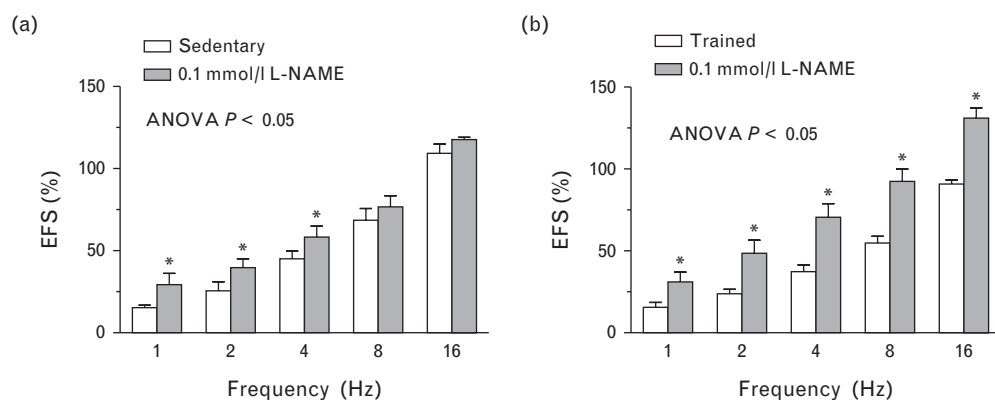 (a)
Sedentary
0.1 mmol/l L-NAME
ANOVA P < 0.05
EFS (%)
150
100
50
0
* * *
1 2 4 8 16
Frequency (Hz)
(b)
Trained
0.1 mmol/l L-NAME
ANOVA P < 0.05
EFS (%)
150
100
50
0
* * * * *
1 2 4 8 16
Frequency (Hz)